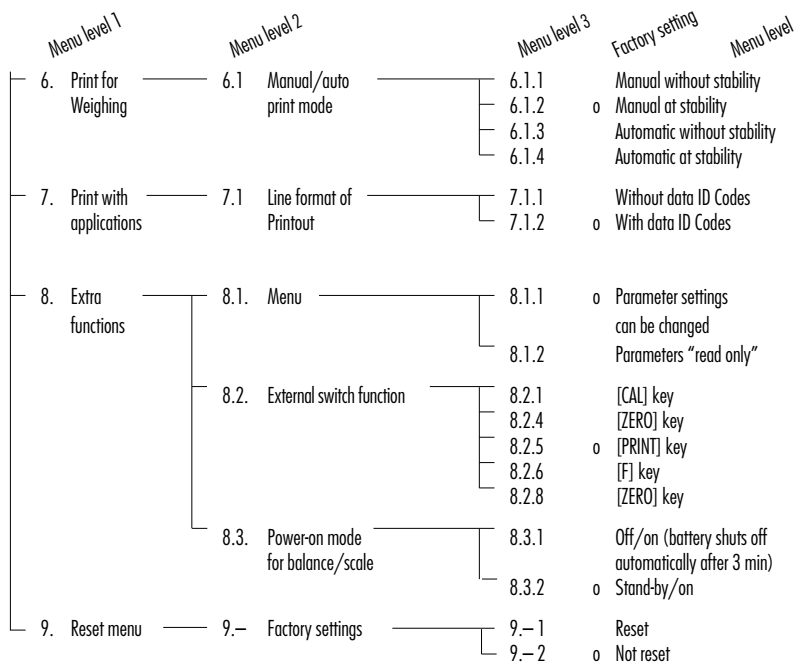 Menu level 1 Menu level 2 Menu level 3 Factory setting Menu level
6. Print for 6.1 Manual/auto 6.1.1 Manual without stability
Weighing print mode 6.1.2 o Manual at stability
6.1.3 Automatic without stability
6.1.4 Automatic at stability
7. Print with 7.1 Line format of 7.1.1 Without data ID Codes
applications Printout 7.1.2 o With data ID Codes
8. Extra 8.1. Menu 8.1.1 o Parameter settings
functions can be changed
8.1.2 Parameters “read only”
8.2. External switch function 8.2.1 [CAL] key
8.2.4 [ZERO] key
8.2.5 o [PRINT] key
8.2.6 [F] key
8.2.8 [ZERO] key
8.3. Power-on mode 8.3.1 Off/on (battery shuts off
for balance/scale automatically after 3 min)
8.3.2 o Stand-by/on
9. Reset menu 9.– Factory settings 9.– 1 Reset
9.– 2 o Not reset